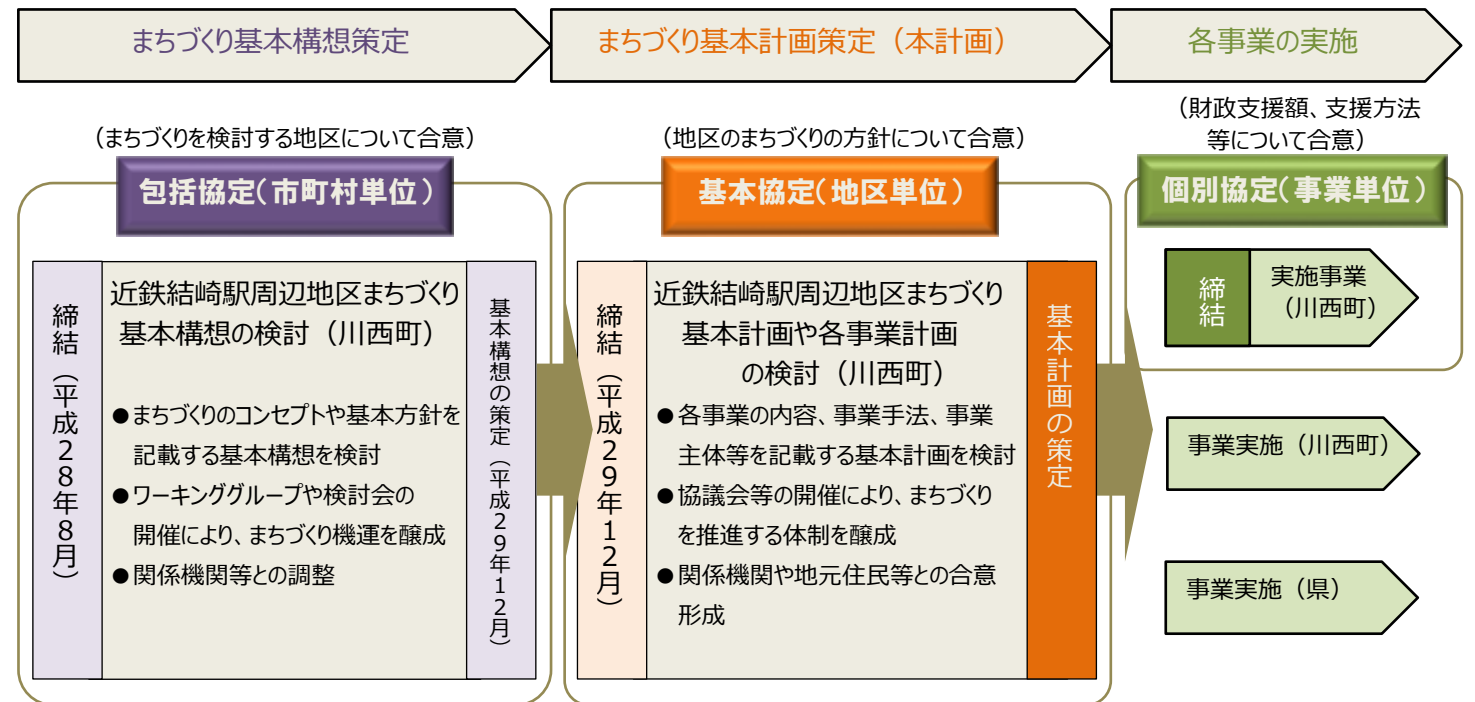 まちづくり基本構想策定
まちづくり基本計画策定（本計画）
各事業の実施
（まちづくりを検討する地区について合意）
（地区のまちづくりの方針について合意）
（財政支援額、支援方法
等について合意）
包括協定（市町村単位）
締結（平成２８年８月）
近鉄結崎駅周辺地区まちづくり
基本構想の検討（川西町）
●まちづくりのコンセプトや基本方針を
記載する基本構想を検討
●ワーキンググループや検討会の
開催により、まちづくり機運を醸成
●関係機関等との調整
基本構想の策定（平成２９年１２月）
基本協定（地区単位）
締結（平成２９年１２月）
近鉄結崎駅周辺地区まちづくり
基本計画や各事業計画
の検討（川西町）
●各事業の内容、事業手法、事業
主体等を記載する基本計画を検討
●協議会等の開催により、まちづくり
を推進する体制を醸成
●関係機関や地元住民等との合意
形成
基本計画の策定
個別協定（事業単位）
締結
実施事業
（川西町）
事業実施（川西町）
事業実施（県）